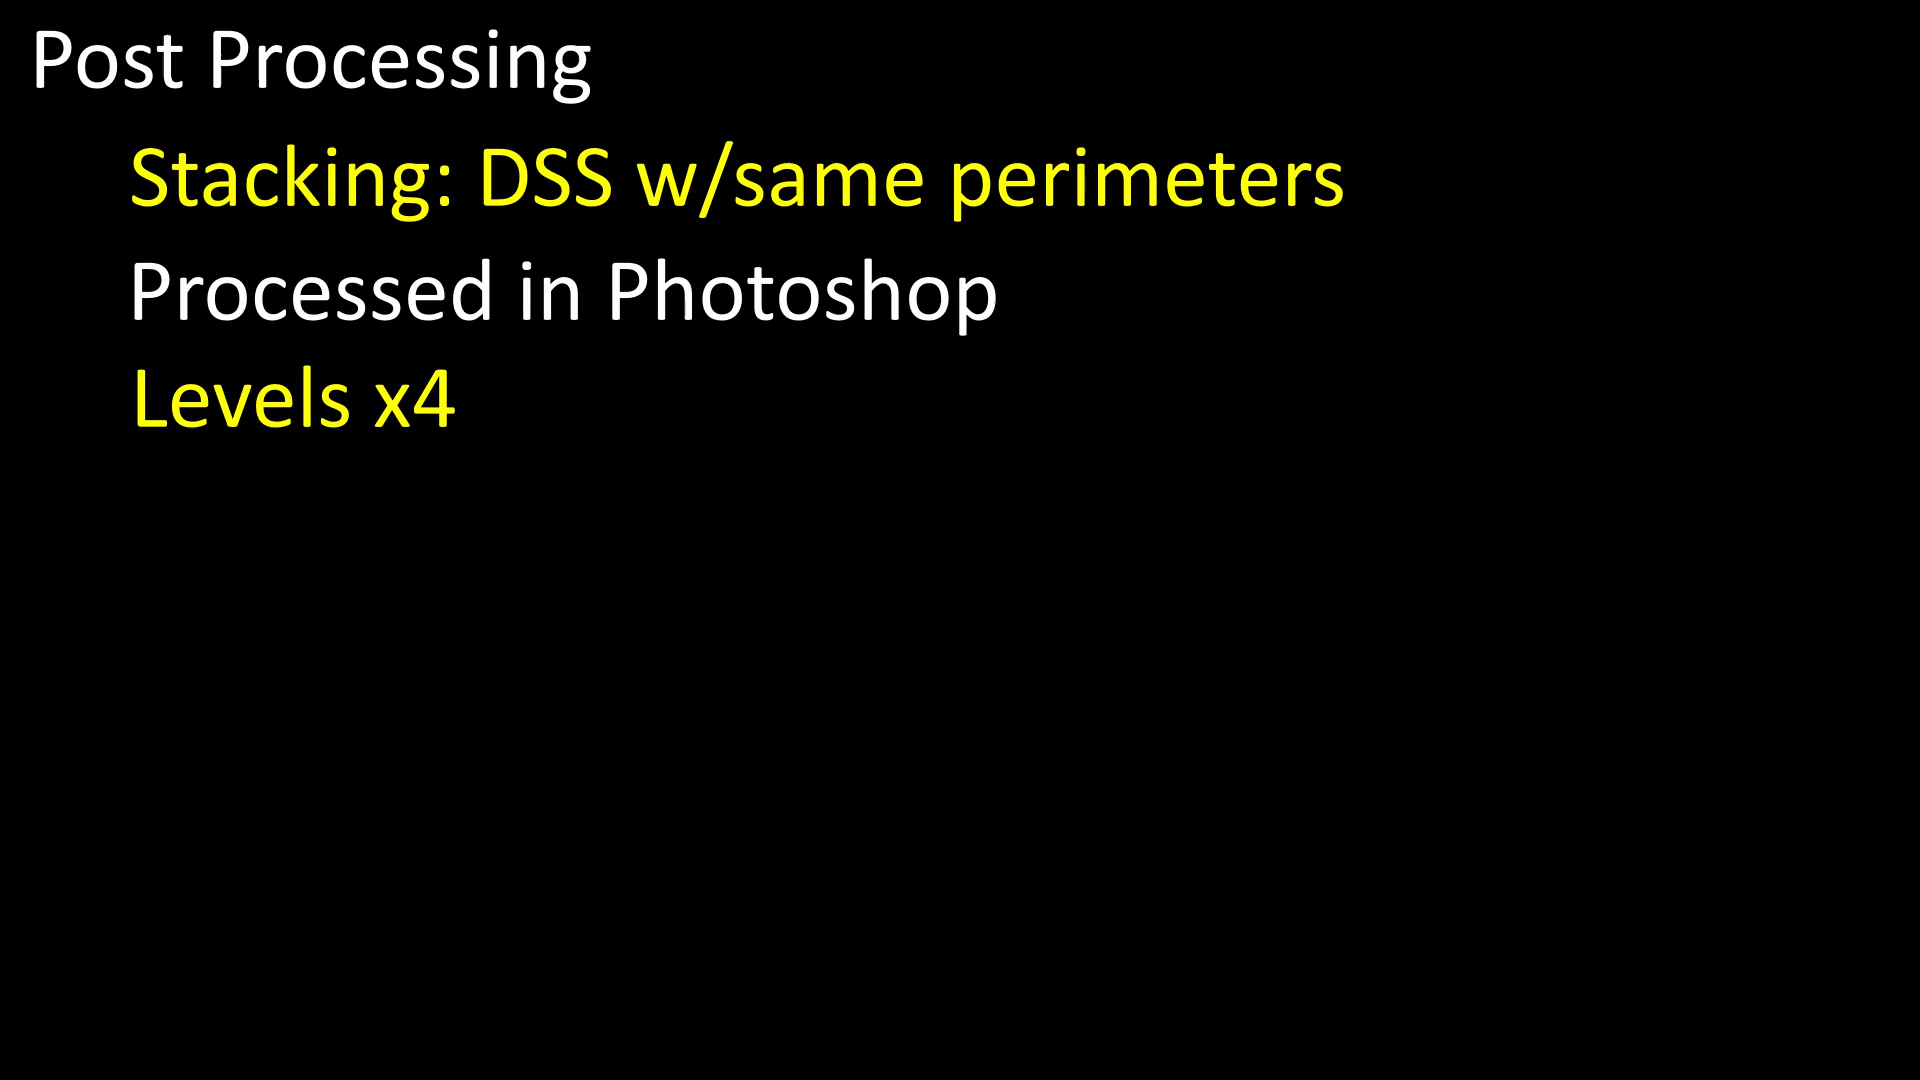 Post Processing
Stacking: DSS w/same perimeters
Processed in Photoshop
Levels x4